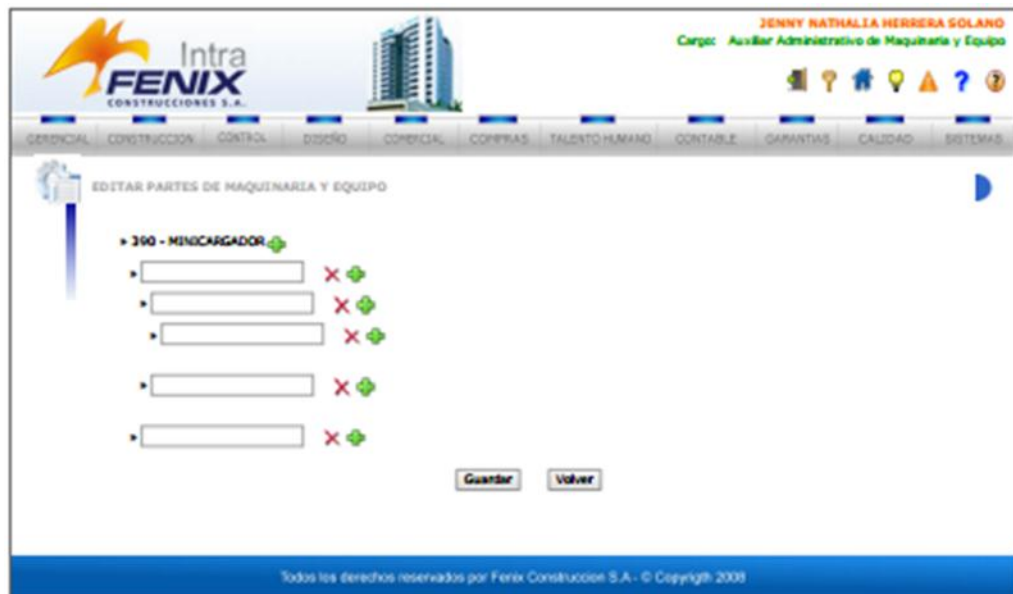 JENNY NATHALIA HERRERA SOLANO
Cargo: Auxiliar Administrativo de Maquinaria y Equipo
Intra
FENIX
CONSTRUCCIONES S.A.
GERENCIAL CONSTRUCCION CONTROL DISEÑO COMERCIAL COMPRAS TALENTO HUMANO CONTABLE GARANTIAS CALIDAD SISTEMAS
EDITAR PARTES DE MAQUINARIA Y EQUIPO
390 - MINICARGADOR
Guardar Volver
Todos los derechos reservados por Fenix Construccion S.A - © Copyrigth 2008